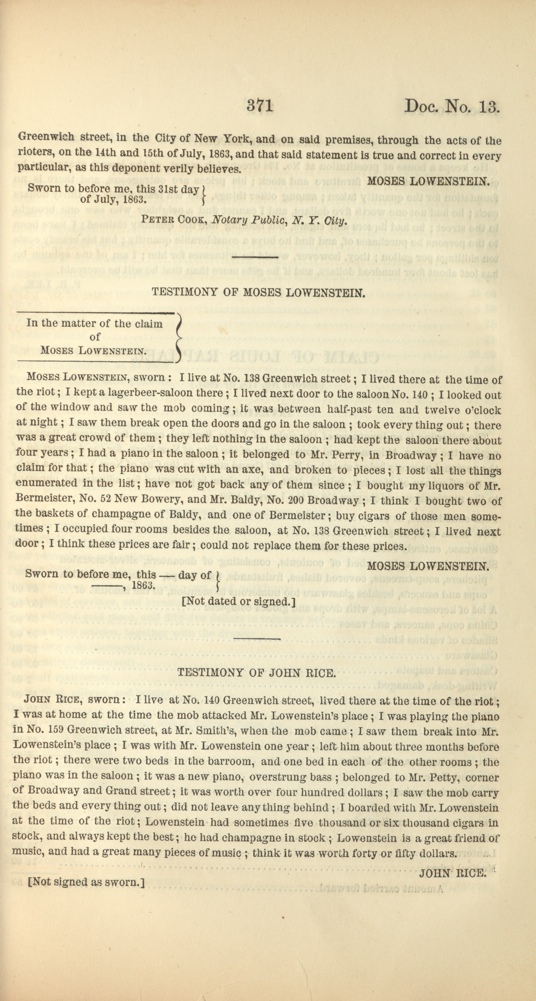 371 Doc. No. 13.
Greenwich street, in the City of New York, and on said premises, through the acts of the
rioters, on the 14th and 15th of July, 1863, and that said statement is true and correct in every
particular, as this deponent verily believes.
MOSES LOWENSTEIN.
Sworn to before me, this 31st day
of July, 1863.
PETER COOK, Notary Public, N. Y. City.
TESTIMONY OF MOSES LOWENSTEIN.
In the matter of the claim
of
MOSES LOWENSTEIN.
MOSES LOWENSTEIN, sworn: I live at No. 138 Greenwich street; I lived there at the time of
the riot; I kept a lagerbeer-saloon there; I lived next door to the saloon No. 140; I looked out
of the window and saw the mob coming; it was between half-past ten and twelve o'clock
at night; I saw them break open the doors and go in the saloon; took every thing out; there
was a great crowd of them; they left nothing in the saloon; had kept the saloon there about
four years; I had a piano in the saloon; it belonged to Mr. Perry, in Broadway; I have no
claim for that; the piano was cut with an axe, and broken to pieces; I lost all the things
enumerated in the list; have not got back any of them since; I bought my liquors of Mr.
Bermeister, No. 52 New Bowery, and Mr. Baldy, No. 200 Broadway; I think I bought two of
the baskets of champagne of Baldy, and one of Bermeister; buy cigars of those men some-
times; I occupied four rooms besides the saloon, at No. 138 Greenwich street; I lived next
door; I think these prices are fair; could not replace them for these prices.
MOSES LOWENSTEIN.
Sworn to before me, this — day of
——, 1863.
[Not dated or signed.]
TESTIMONY OF JOHN RICE.
JOHN RICE, sworn: I live at No. 140 Greenwich street, lived there at the time of the riot;
I was at home at the time the mob attacked Mr. Lowenstein's place; I was playing the piano
in No. 159 Greenwich street, at Mr. Smith's, when the mob came; I saw them break into Mr.
Lowenstein's place; I was with Mr. Lowenstein one year; left him about three months before
the riot; there were two beds in the barroom, and one bed in each of the other rooms; the
piano was in the saloon; it was a new piano, overstrung bass; belonged to Mr. Petty, corner
of Broadway and Grand street; it was worth over four hundred dollars; I saw the mob carry
the beds and every thing out; did not leave any thing behind; I boarded with Mr. Lowenstein
at the time of the riot; Lowenstein had sometimes five thousand or six thousand cigars in
stock, and always kept the best; he had champagne in stock; Lowenstein is a great friend of
music, and had a great many pieces of music; think it was worth forty or fifty dollars.
JOHN RICE.
[Not signed as sworn.]